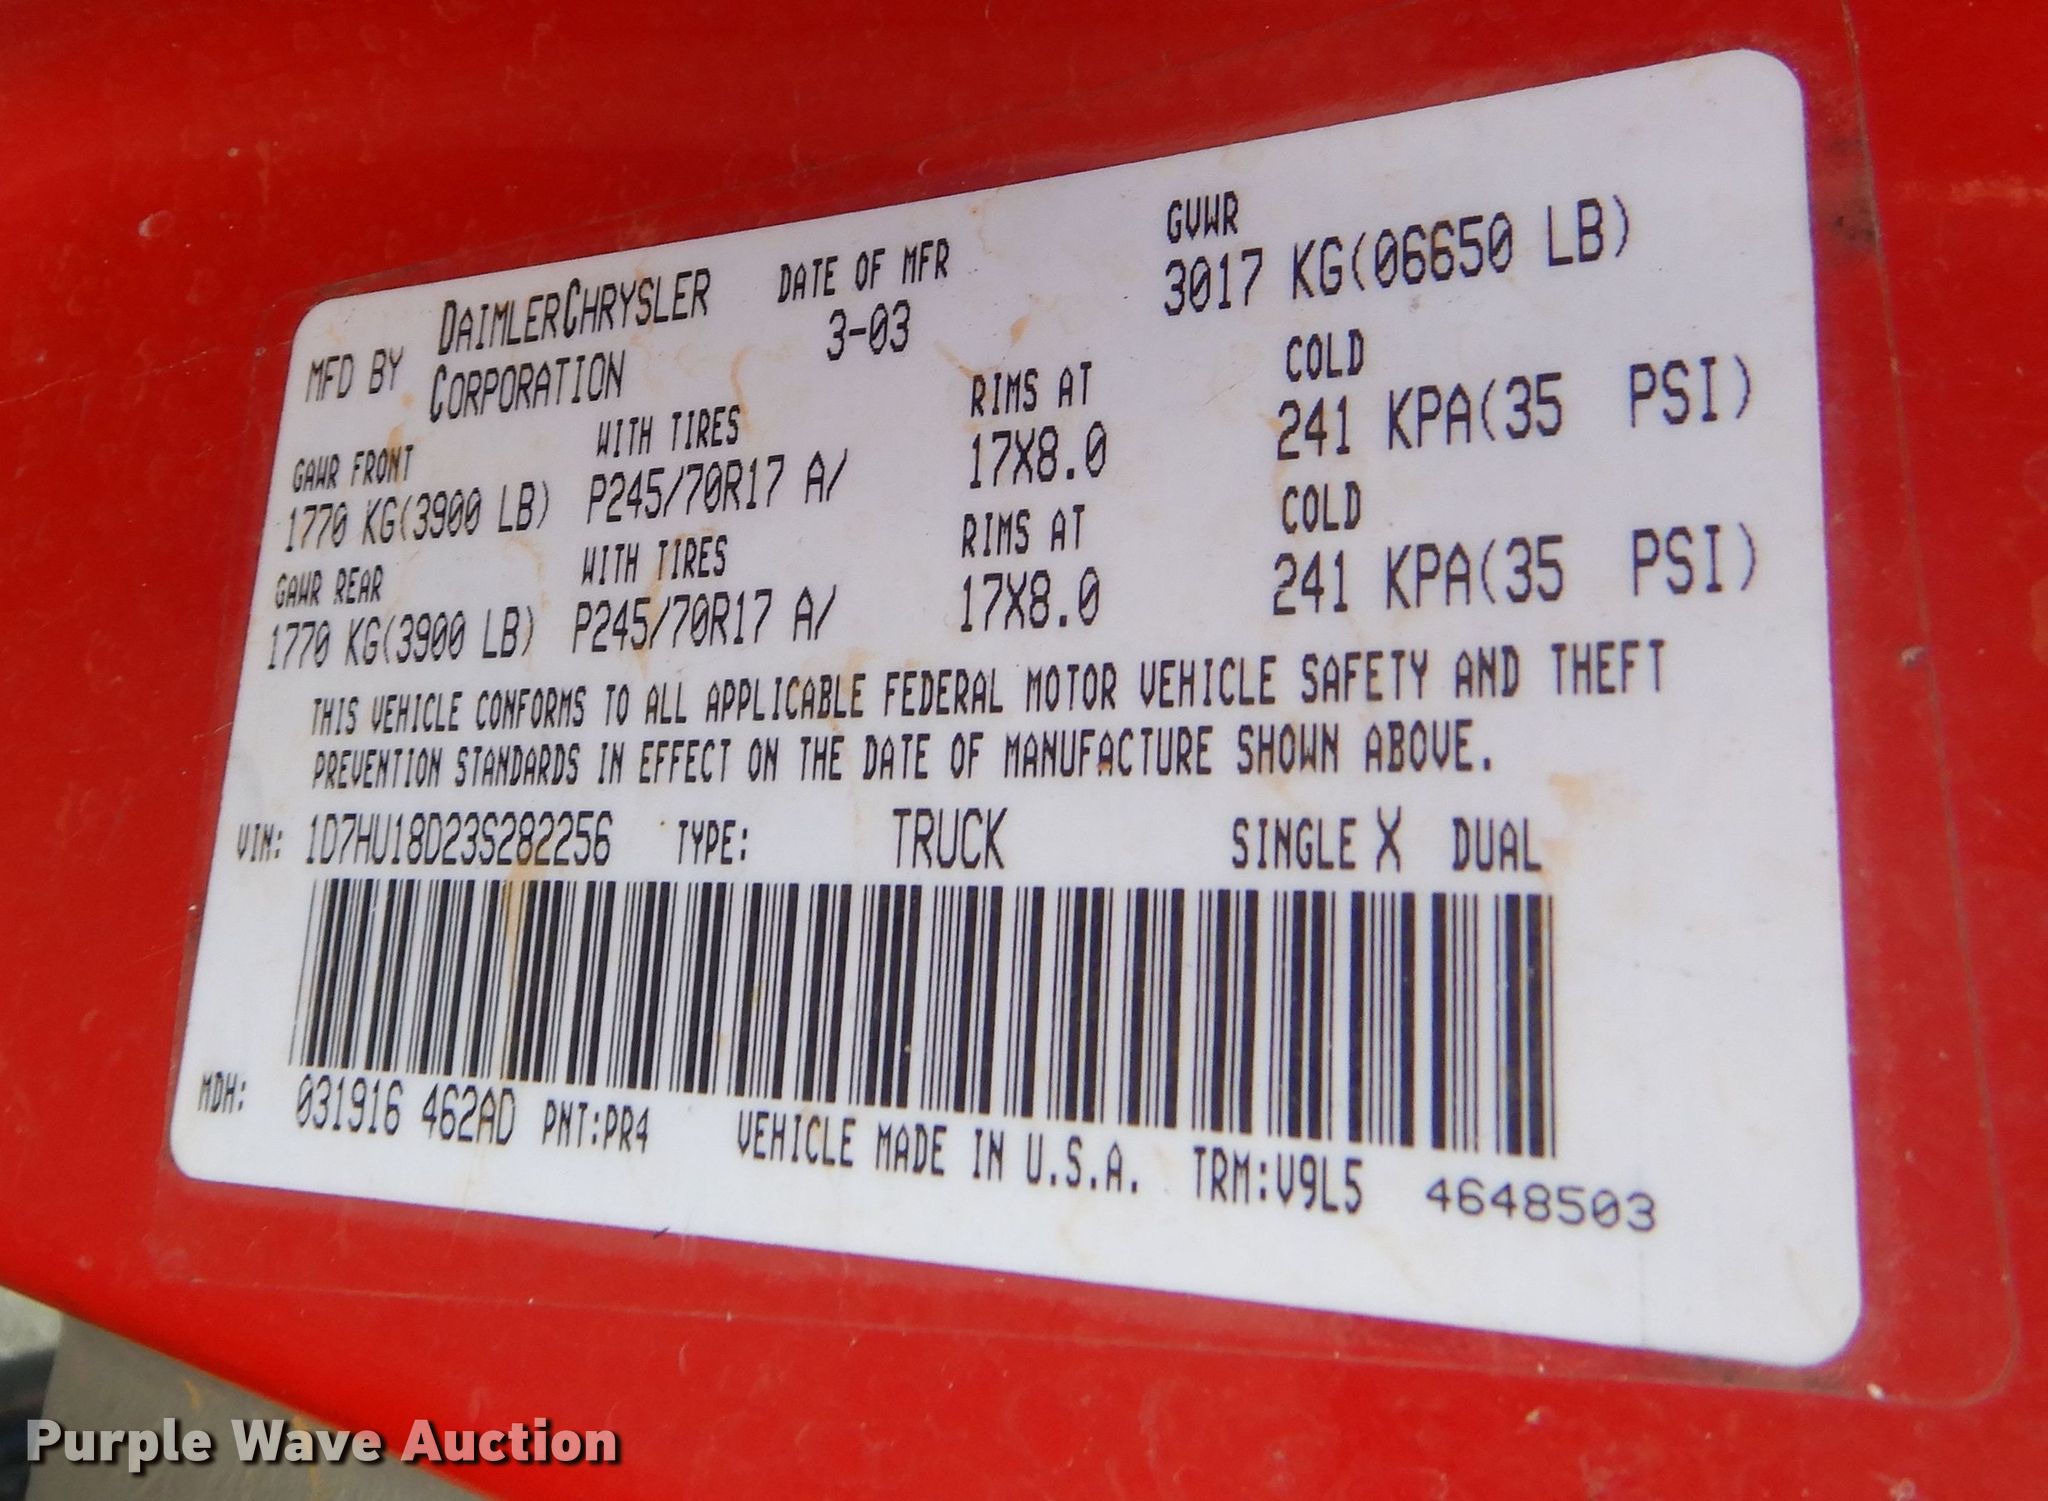 MFD BY DAIMLERCHRYSLER CORPORATION DATE OF MFR 3-03 GVWR 3017 KG(06650 LB)
GAWR FRONT WITH TIRES RIMS AT COLD
1770 KG(3900 LB) P245/70R17 A/ 17X8.0 241 KPA(35 PSI)
GAWR REAR WITH TIRES RIMS AT COLD
1770 KG(3900 LB) P245/70R17 A/ 17X8.0 241 KPA(35 PSI)
THIS VEHICLE CONFORMS TO ALL APPLICABLE FEDERAL MOTOR VEHICLE SAFETY AND THEFT
PREVENTION STANDARDS IN EFFECT ON THE DATE OF MANUFACTURE SHOWN ABOVE.
VIN: 1D7HU18D23S282256 TYPE: TRUCK SINGLE X DUAL
MDH: 031916 462AD PNT:PR4 VEHICLE MADE IN U.S.A. TRM:V9L5 4648503
Purple Wave Auction